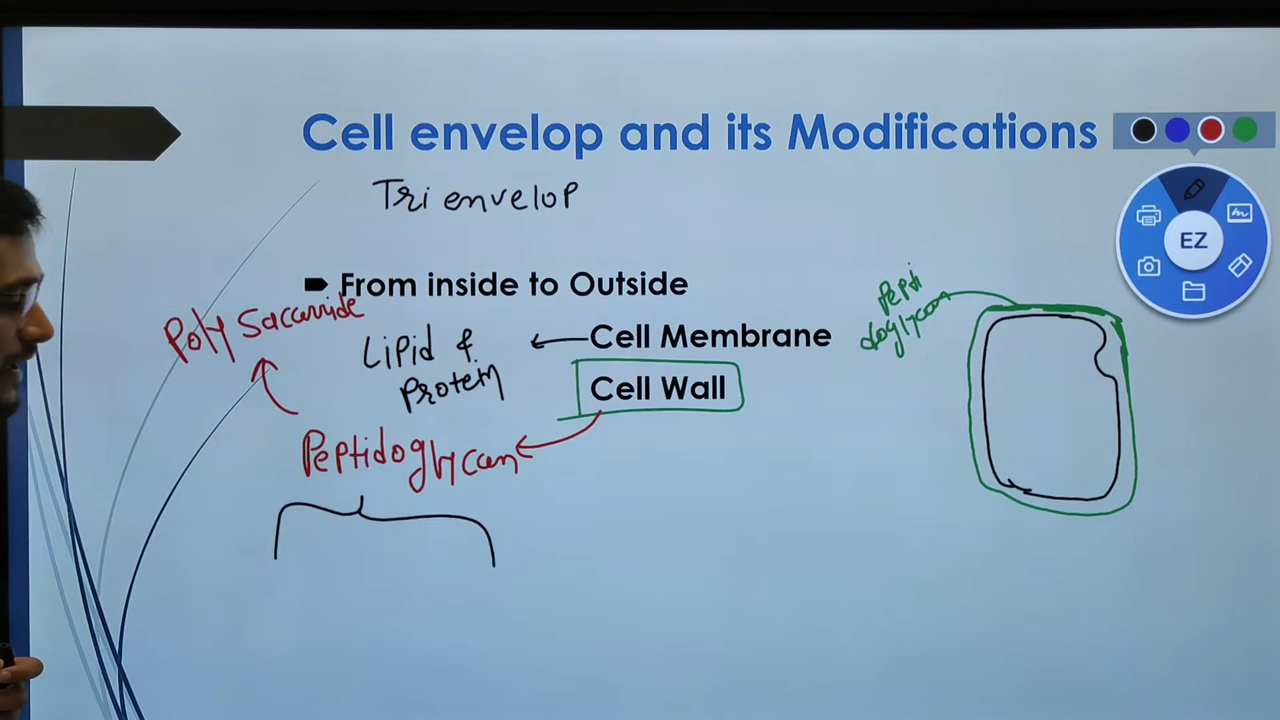 Cell envelop and its Modifications
EZ
Tri envelop
From inside to Outside
Pepti
doglycan
Poly Saccarride
Lipid &
Protein
Cell Membrane
Cell Wall
Peptidoglycan